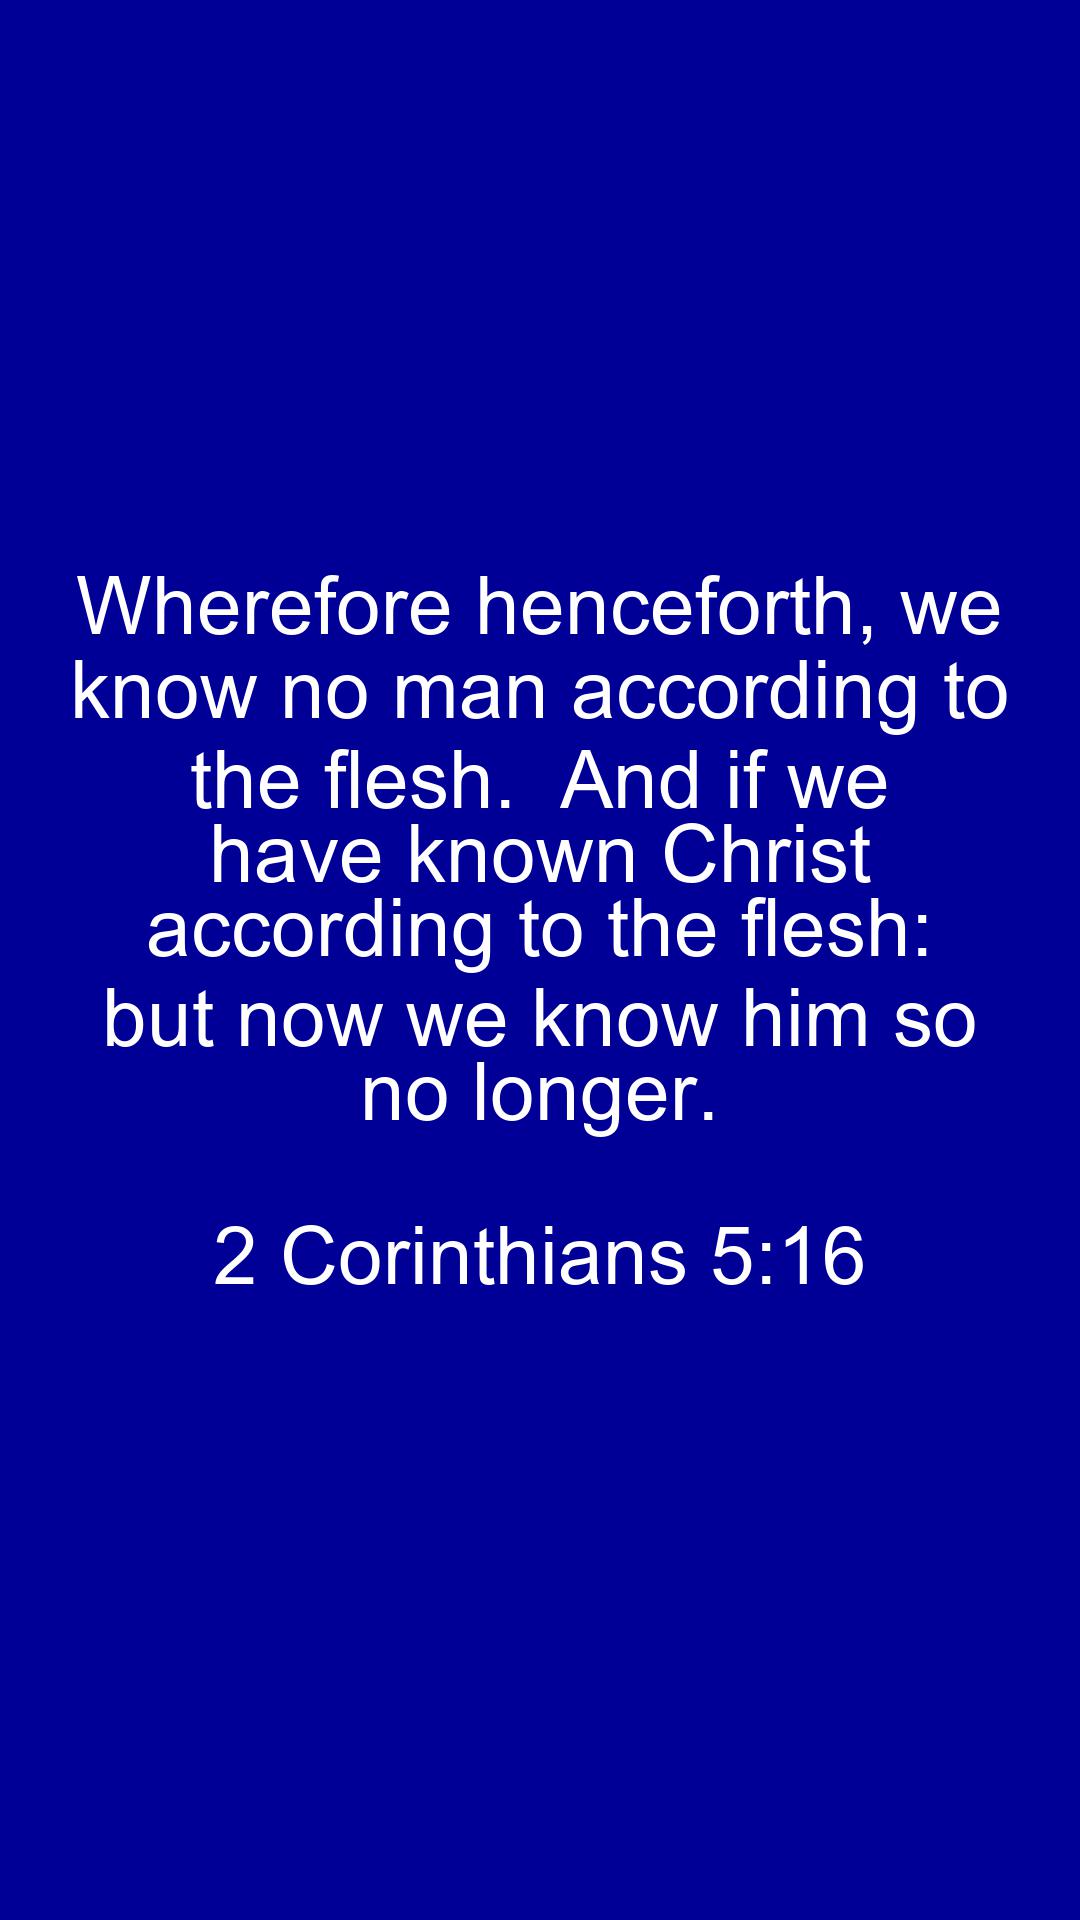 Wherefore henceforth, we
know no man according to
the flesh.  And if we
have known Christ
according to the flesh:
but now we know him so
no longer.
2 Corinthians 5:16